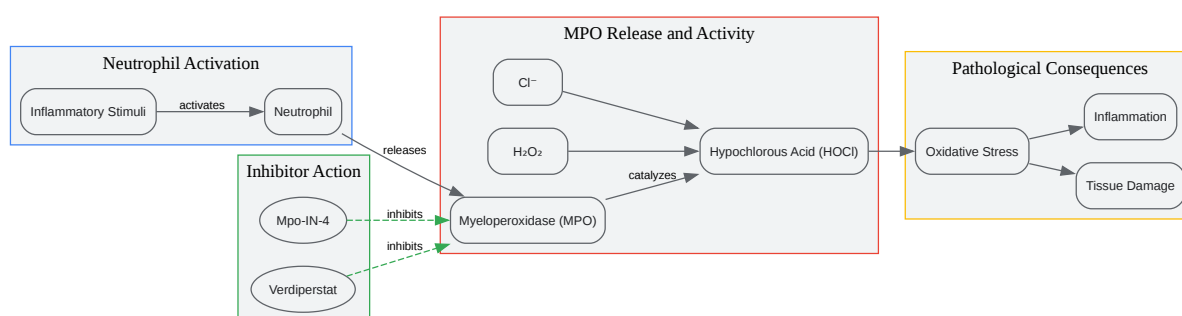 Neutrophil Activation
Inflammatory Stimuli
activates
Neutrophil
releases
Inhibitor Action
Mpo-IN-4
inhibits
Verdiperstat
inhibits
MPO Release and Activity
Cl⁻
H₂O₂
Myeloperoxidase (MPO)
catalyzes
Hypochlorous Acid (HOCl)
Pathological Consequences
Oxidative Stress
Inflammation
Tissue Damage